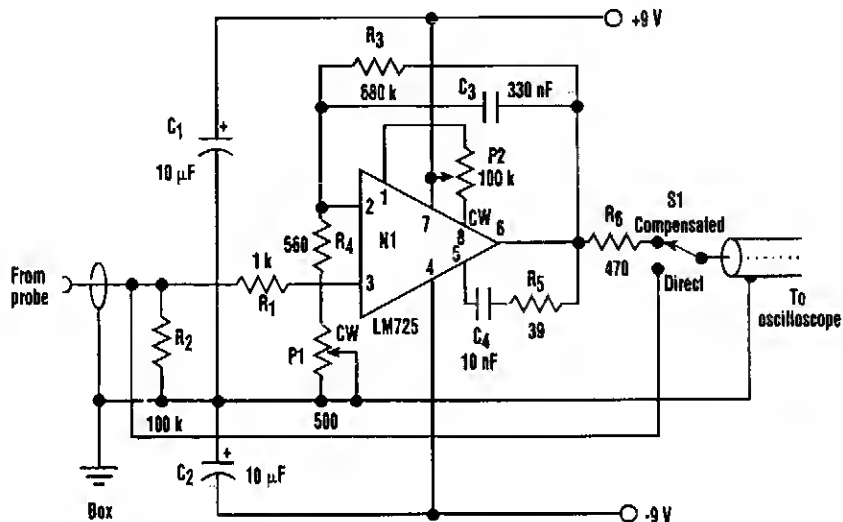 +9 V
R3
680 k
C3
330 nF
C1
+
10 µF
P2
100 k
1
2
7
CW
8
6
R6
470
S1
Compensated
560
R4
N1
5
From
probe
1 k
R1
3
4
R5
39
Direct
LM725
C4
10 nF
To
oscilloscope
R2
CW
P1
100 k
500
+
C2
10 µF
Box
-9 V